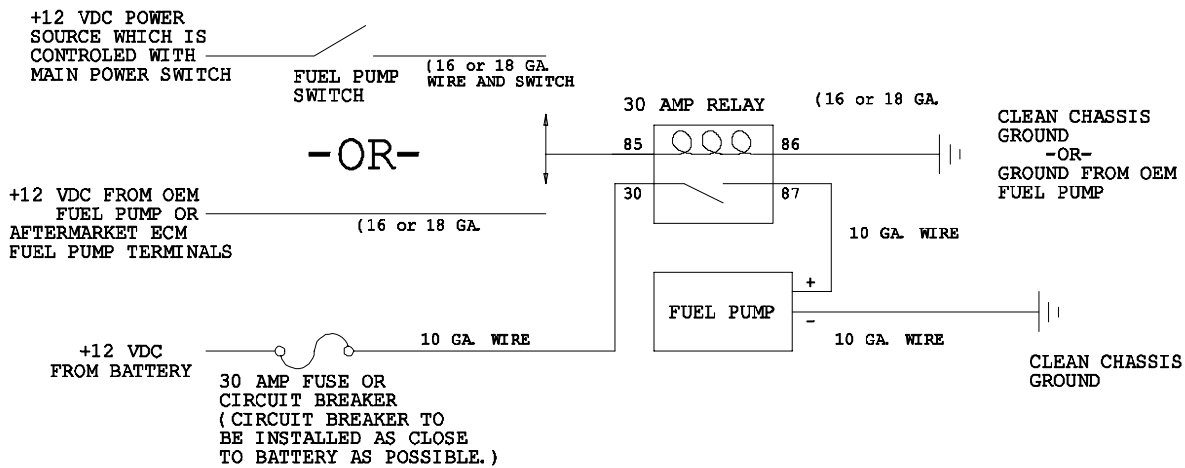 +12 VDC POWER
SOURCE WHICH IS
CONTROLED WITH
MAIN POWER SWITCH
FUEL PUMP
SWITCH
(16 or 18 GA.
WIRE AND SWITCH
-OR-
+12 VDC FROM OEM
FUEL PUMP OR
AFTERMARKET ECM
FUEL PUMP TERMINALS
(16 or 18 GA.
30 AMP RELAY
(16 or 18 GA.
85
86
30
87
CLEAN CHASSIS
GROUND
-OR-
GROUND FROM OEM
FUEL PUMP
10 GA. WIRE
FUEL PUMP
+
-
10 GA. WIRE
CLEAN CHASSIS
GROUND
+12 VDC
FROM BATTERY
10 GA. WIRE
30 AMP FUSE OR
CIRCUIT BREAKER
(CIRCUIT BREAKER TO
BE INSTALLED AS CLOSE
TO BATTERY AS POSSIBLE.)